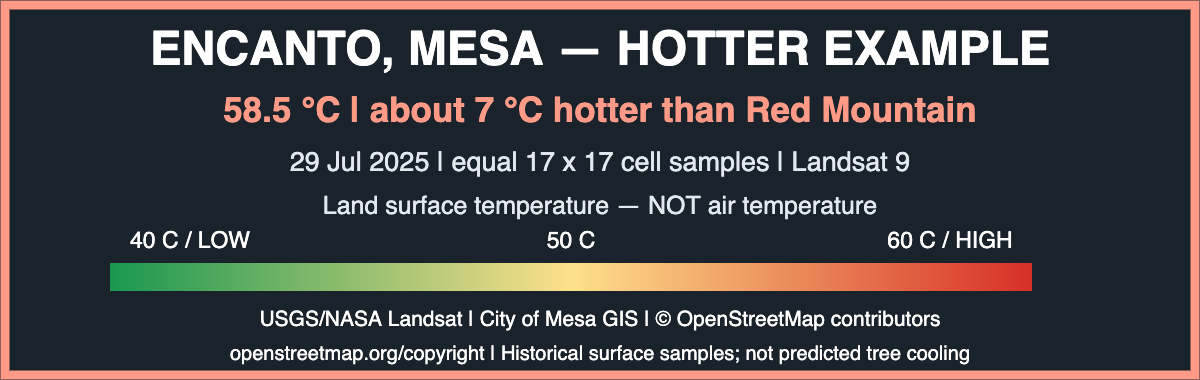 ENCANTO, MESA — HOTTER EXAMPLE
58.5 °C | about 7 °C hotter than Red Mountain
29 Jul 2025 | equal 17 x 17 cell samples | Landsat 9
Land surface temperature — NOT air temperature
40 C / LOW 50 C 60 C / HIGH
USGS/NASA Landsat | City of Mesa GIS | © OpenStreetMap contributors
openstreetmap.org/copyright | Historical surface samples; not predicted tree cooling